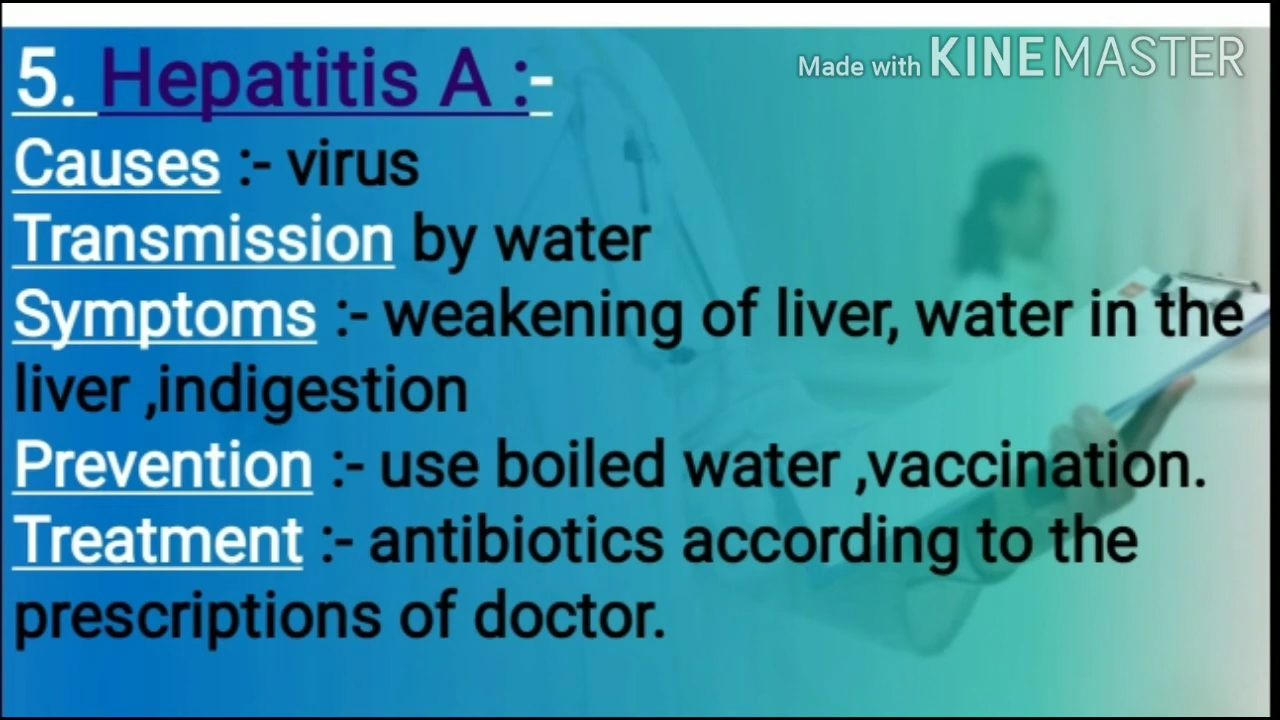 Made with KINEMASTER
5. Hepatitis A :-
Causes :- virus
Transmission by water
Symptoms :- weakening of liver, water in the
liver ,indigestion
Prevention :- use boiled water ,vaccination.
Treatment :- antibiotics according to the
prescriptions of doctor.